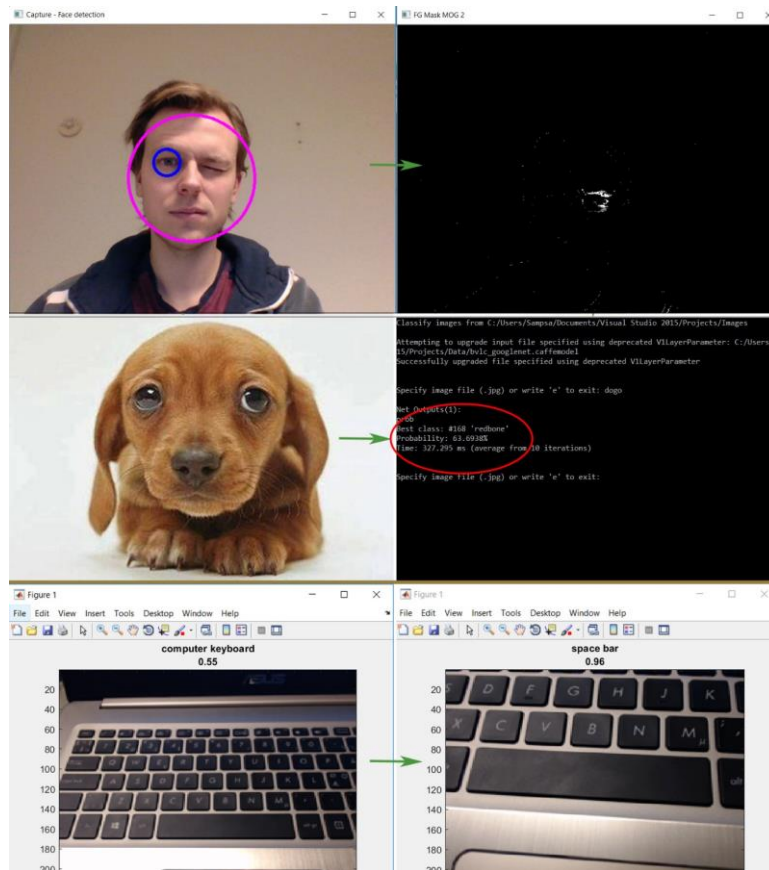 Capture - Face detection
FG Mask MOG 2
Classify images from C:/Users/Sampsa/Documents/Visual Studio 2015/Projects/Images
Attempting to upgrade input file specified using deprecated V1LayerParameter: C:/Users
15/Projects/Data/bvlc_googlenet.caffemodel
Successfully upgraded file specified using deprecated V1LayerParameter
Specify image file (.jpg) or write 'e' to exit: dogo
Net Outputs(1):
prob
Best class: #168 'redbone'
Probability: 63.6938%
Time: 327.295 ms (average from 10 iterations)
Specify image file (.jpg) or write 'e' to exit:
Figure 1
File Edit View Insert Tools Desktop Window Help
computer keyboard
0.55
ASUS
20
40
60
80
100
120
140
160
180
200
Figure 1
File Edit View Insert Tools Desktop Window Help
space bar
0.96
20
40
60
80
100
120
140
160
180
200
S D F G H J K
X C V B N M
alt